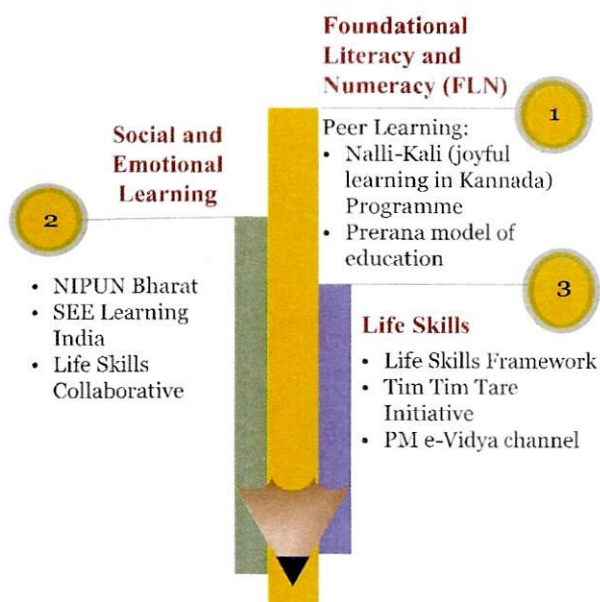 Foundational
Literacy and
Numeracy (FLN)
1
Peer Learning:
• Nalli-Kali (joyful
learning in Kannada)
Programme
• Prerana model of
education
Social and
Emotional
Learning
2
• NIPUN Bharat
• SEE Learning
India
• Life Skills
Collaborative
3
Life Skills
• Life Skills Framework
• Tim Tim Tare
Initiative
• PM e-Vidya channel